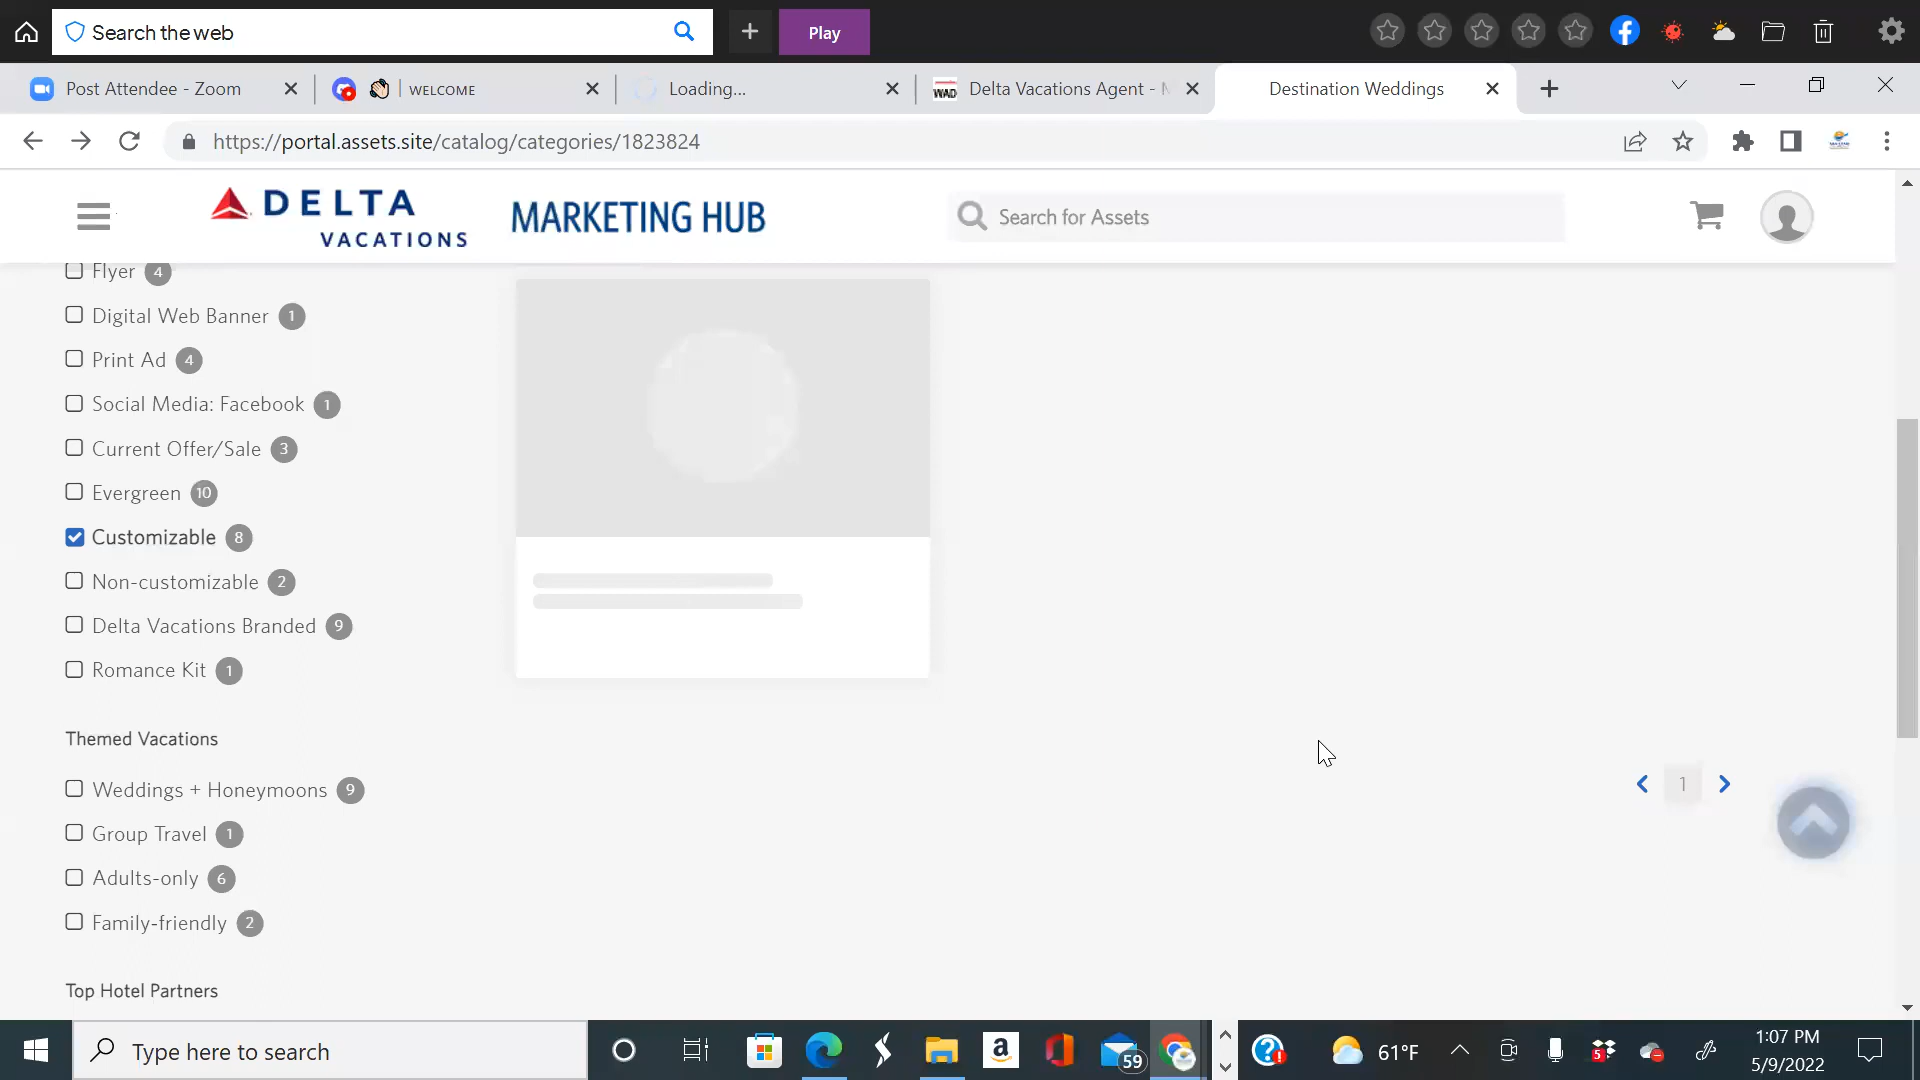 Search the web
Play
Post Attendee - Zoom
| WELCOME
Loading...
WAD Delta Vacations Agent - M
Destination Weddings
https://portal.assets.site/catalog/categories/1823824
DELTA
VACATIONS
MARKETING HUB
Search for Assets
Flyer 4
Digital Web Banner 1
Print Ad 4
Social Media: Facebook 1
Current Offer/Sale 3
Evergreen 10
Customizable 8
Non-customizable 2
Delta Vacations Branded 9
Romance Kit 1
Themed Vacations
Weddings + Honeymoons 9
Group Travel 1
Adults-only 6
Family-friendly 2
Top Hotel Partners
1
Type here to search
59
61°F
5
1:07 PM
5/9/2022